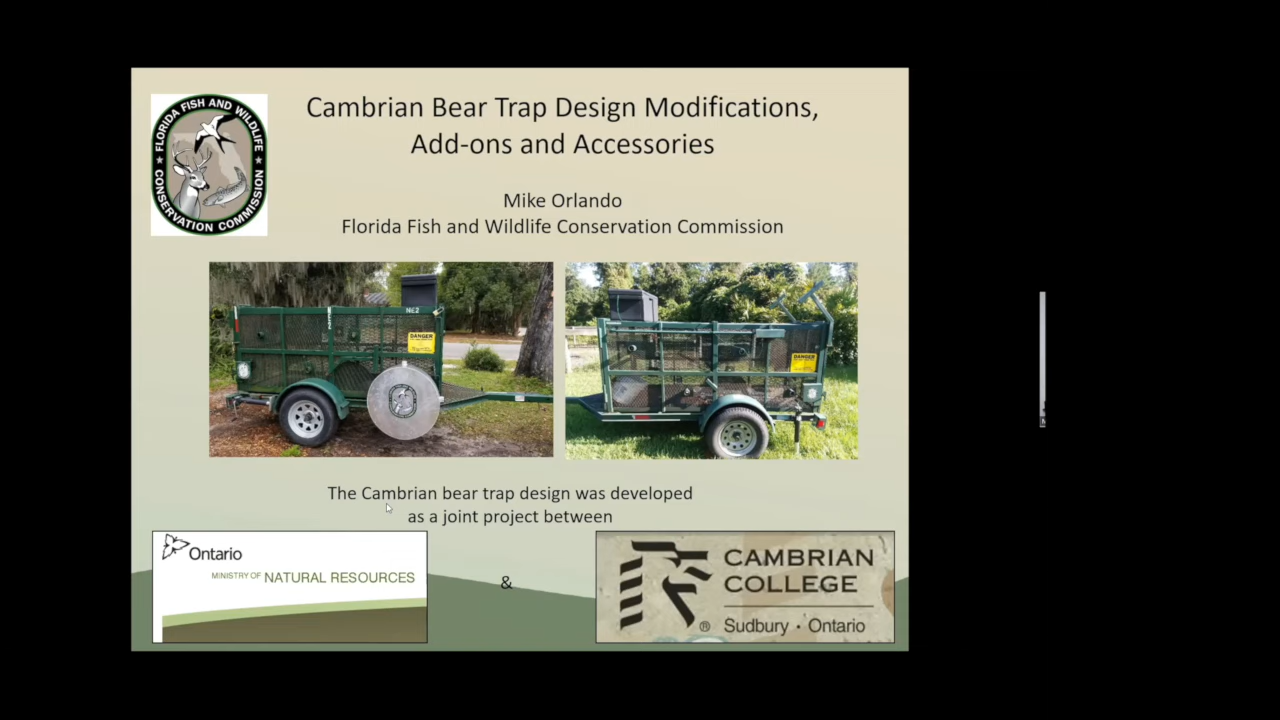 Cambrian Bear Trap Design Modifications,
Add-ons and Accessories
FLORIDA FISH AND WILDLIFE
CONSERVATION COMMISSION
Mike Orlando
Florida Fish and Wildlife Conservation Commission
NE2
DANGER
DANGER
The Cambrian bear trap design was developed
as a joint project between
Ontario
MINISTRY OF NATURAL RESOURCES
&
CAMBRIAN
COLLEGE
® Sudbury • Ontario